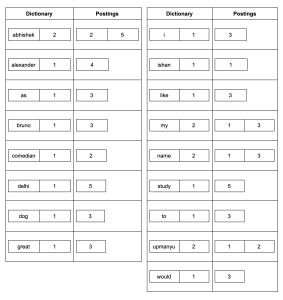 Dictionary Postings
abhishek 2 2 5
alexander 1 4
as 1 3
bruno 1 3
comedian 1 2
delhi 1 5
dog 1 3
great 1 3
Dictionary Postings
i 1 3
ishan 1 1
like 1 3
my 2 1 3
name 2 1 3
study 1 5
to 1 3
upmanyu 2 1 2
would 1 3